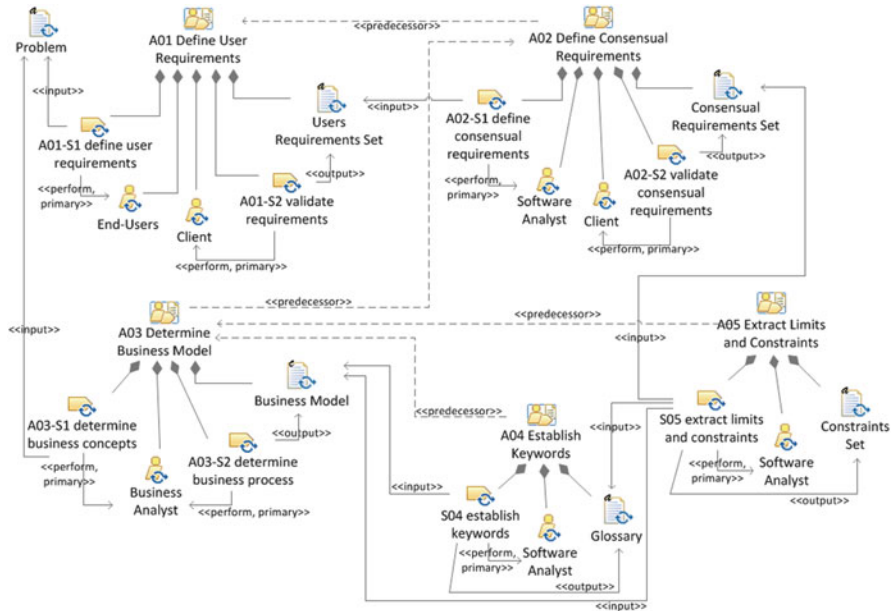 Problem
A01 Define User
Requirements
<<predecessor>>
A02 Define Consensual
Requirements
<<input>>
Users
Requirements Set
<<input>>
Consensual
Requirements Set
A01-S1 define user
requirements
A02-S1 define
consensual
requirements
<<output>>
<<output>>
<<perform,
primary>>
A01-S2 validate
requirements
<<perform,
primary>>
A02-S2 validate
consensual
requirements
End-Users
Client
Software
Analyst
Client
<<perform, primary>>
<<perform, primary>>
<<predecessor>>
<<predecessor>>
A03 Determine
Business Model
A05 Extract Limits
and Constraints
<<input>>
<<input>>
Business Model
A03-S1 determine
business concepts
<<output>>
A04 Establish
Keywords
<<predecessor>>
<<input>>
S05 extract limits
and constraints
Constraints
Set
A03-S2 determine
business process
<<perform,
primary>>
<<perform,
primary>>
Software
Analyst
Business
Analyst
<<input>>
<<output>>
<<perform, primary>>
S04 establish
keywords
Glossary
<<perform,
primary>>
Software
Analyst
<<output>>
<<input>>